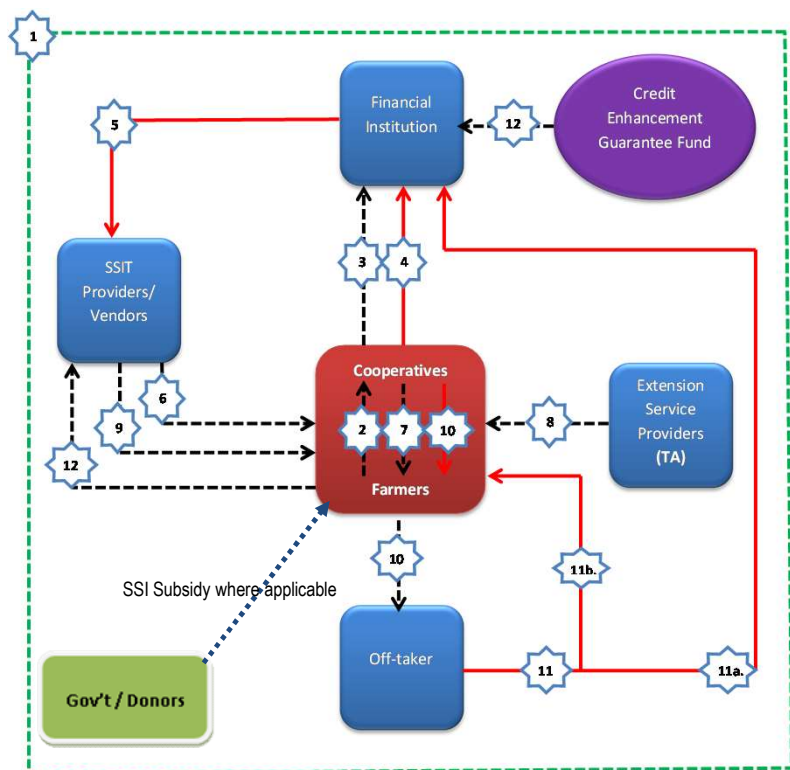 1
Financial
Institution
Credit
Enhancement
Guarantee Fund
12
5
SSIT
Providers/
Vendors
3
4
Cooperatives
6
9
12
2
7
10
Farmers
8
Extension
Service
Providers
(TA)
10
11b.
SSI Subsidy where applicable
Off-taker
11
11a.
Gov't / Donors